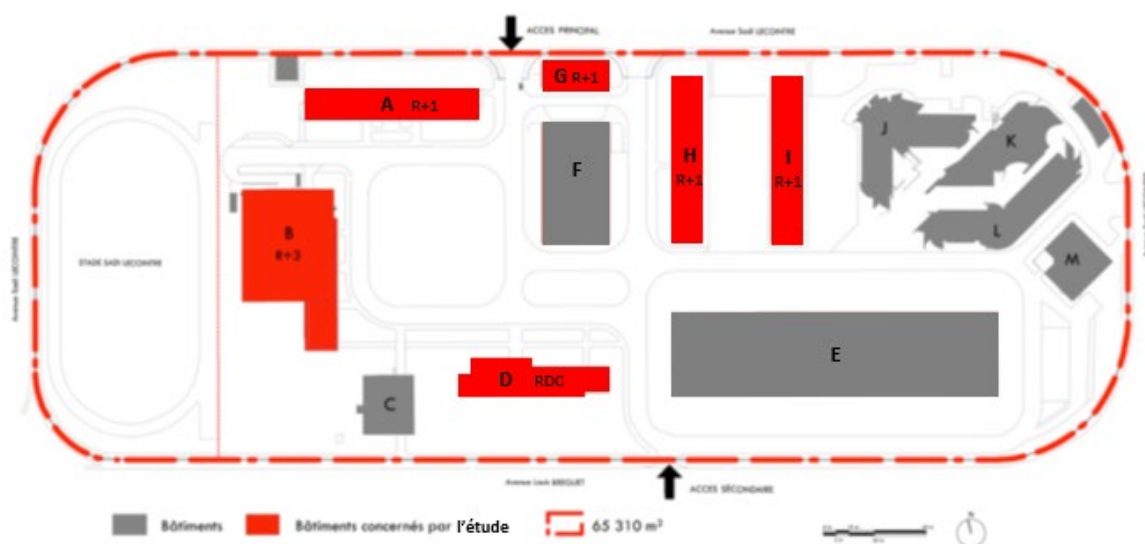 ACCES PRINCIPAL
Avenue Sadi LECOINTRE
G R+1
A R+1
F
H
R+1
I
R+1
J
K
L
M
B
R+3
STADE SADI LECOINTRE
Avenue Sadi LECOINTRE
E
D RDC
C
Avenue Louis BREGUET
ACCES SÉCONDAIRE
Bâtiments
Bâtiments concernés par l'étude
65 310 m²
N